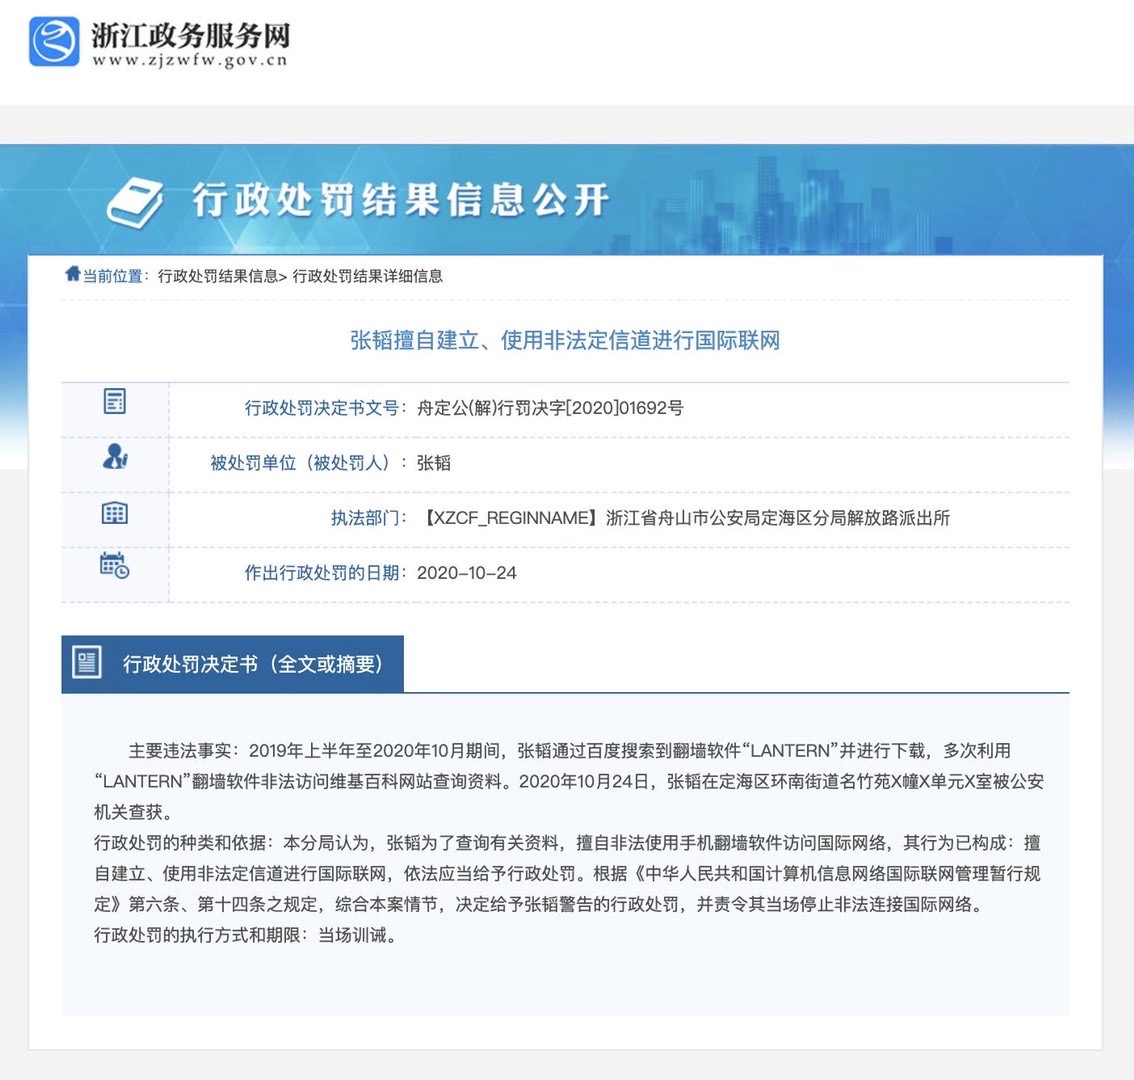 浙江政务服务网
www.zjzwfw.gov.cn
行政处罚结果信息公开
当前位置：行政处罚结果信息> 行政处罚结果详细信息
张韬擅自建立、使用非法定信道进行国际联网
行政处罚决定书文号：舟定公(解)行罚决字[2020]01692号
被处罚单位（被处罚人）：张韬
执法部门：【XZCF_REGINNAME】浙江省舟山市公安局定海区分局解放路派出所
作出行政处罚的日期：2020-10-24
行政处罚决定书（全文或摘要）
主要违法事实：2019年上半年至2020年10月期间，张韬通过百度搜索到翻墙软件“LANTERN”并进行下载，多次利用
“LANTERN”翻墙软件非法访问维基百科网站查询资料。2020年10月24日，张韬在定海区环南街道名竹苑X幢X单元X室被公安
机关查获。
行政处罚的种类和依据：本分局认为，张韬为了查询有关资料，擅自非法使用手机翻墙软件访问国际网络，其行为已构成：擅
自建立、使用非法定信道进行国际联网，依法应当给予行政处罚。根据《中华人民共和国计算机信息网络国际联网管理暂行规
定》第六条、第十四条之规定，综合本案情节，决定给予张韬警告的行政处罚，并责令其当场停止非法连接国际网络。
行政处罚的执行方式和期限：当场训诫。